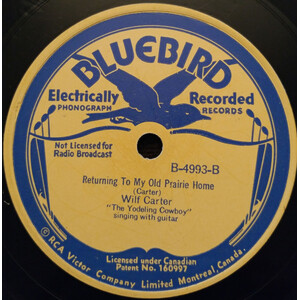 BLUEBIRD
Electrically Recorded
PHONOGRAPH RECORDS
Not Licensed for
Radio Broadcast
B-4993-B
Returning To My Old Prairie Home
(Carter)
Wilf Carter
"The Yodeling Cowboy"
singing with guitar
Licenced under Canadian
Patent No. 160997
© RCA Victor Company Limited Montreal, Canada.